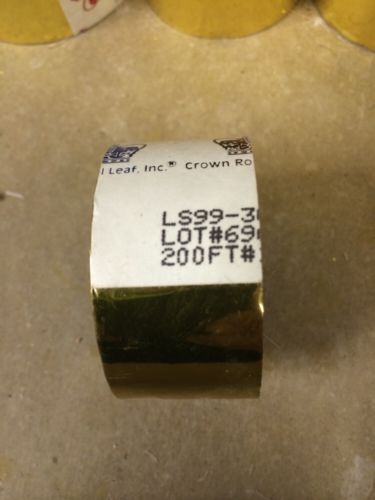 l Leaf, Inc.® Crown Ro
LS99-3
LOT#69
200FT#